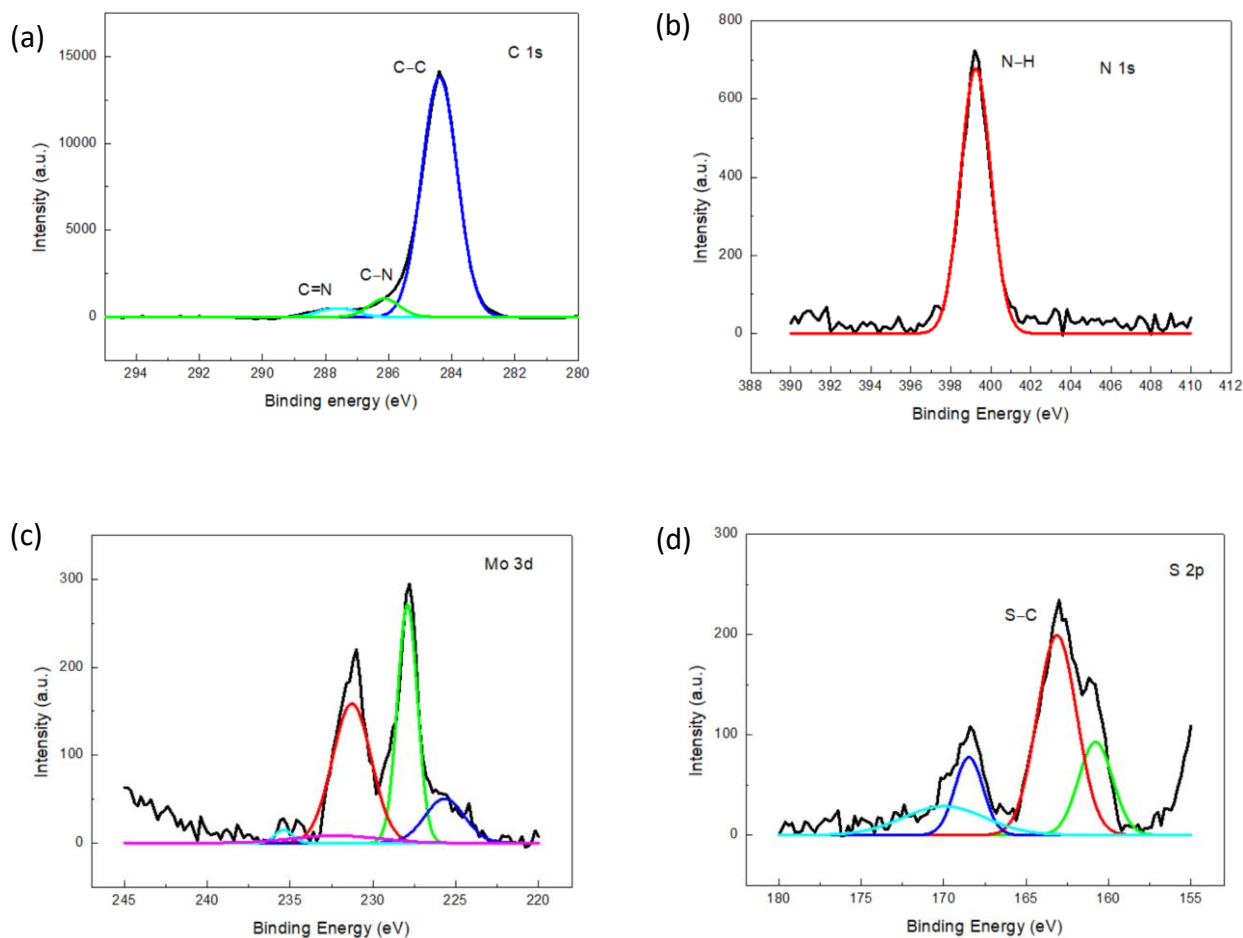 (a)
C 1s
C−C
C−N
C=N
15000
10000
5000
0
294 292 290 288 286 284 282 280
Binding energy (eV)
Intensity (a.u.)
(b)
N−H
N 1s
800
600
400
200
0
388 390 392 394 396 398 400 402 404 406 408 410 412
Binding Energy (eV)
Intensity (a.u.)
(c)
Mo 3d
300
200
100
0
245 240 235 230 225 220
Binding Energy (eV)
Intensity (a.u.)
(d)
S 2p
S−C
300
200
100
0
180 170 165 160 155
Binding Energy (eV)
Intensity (a.u.)